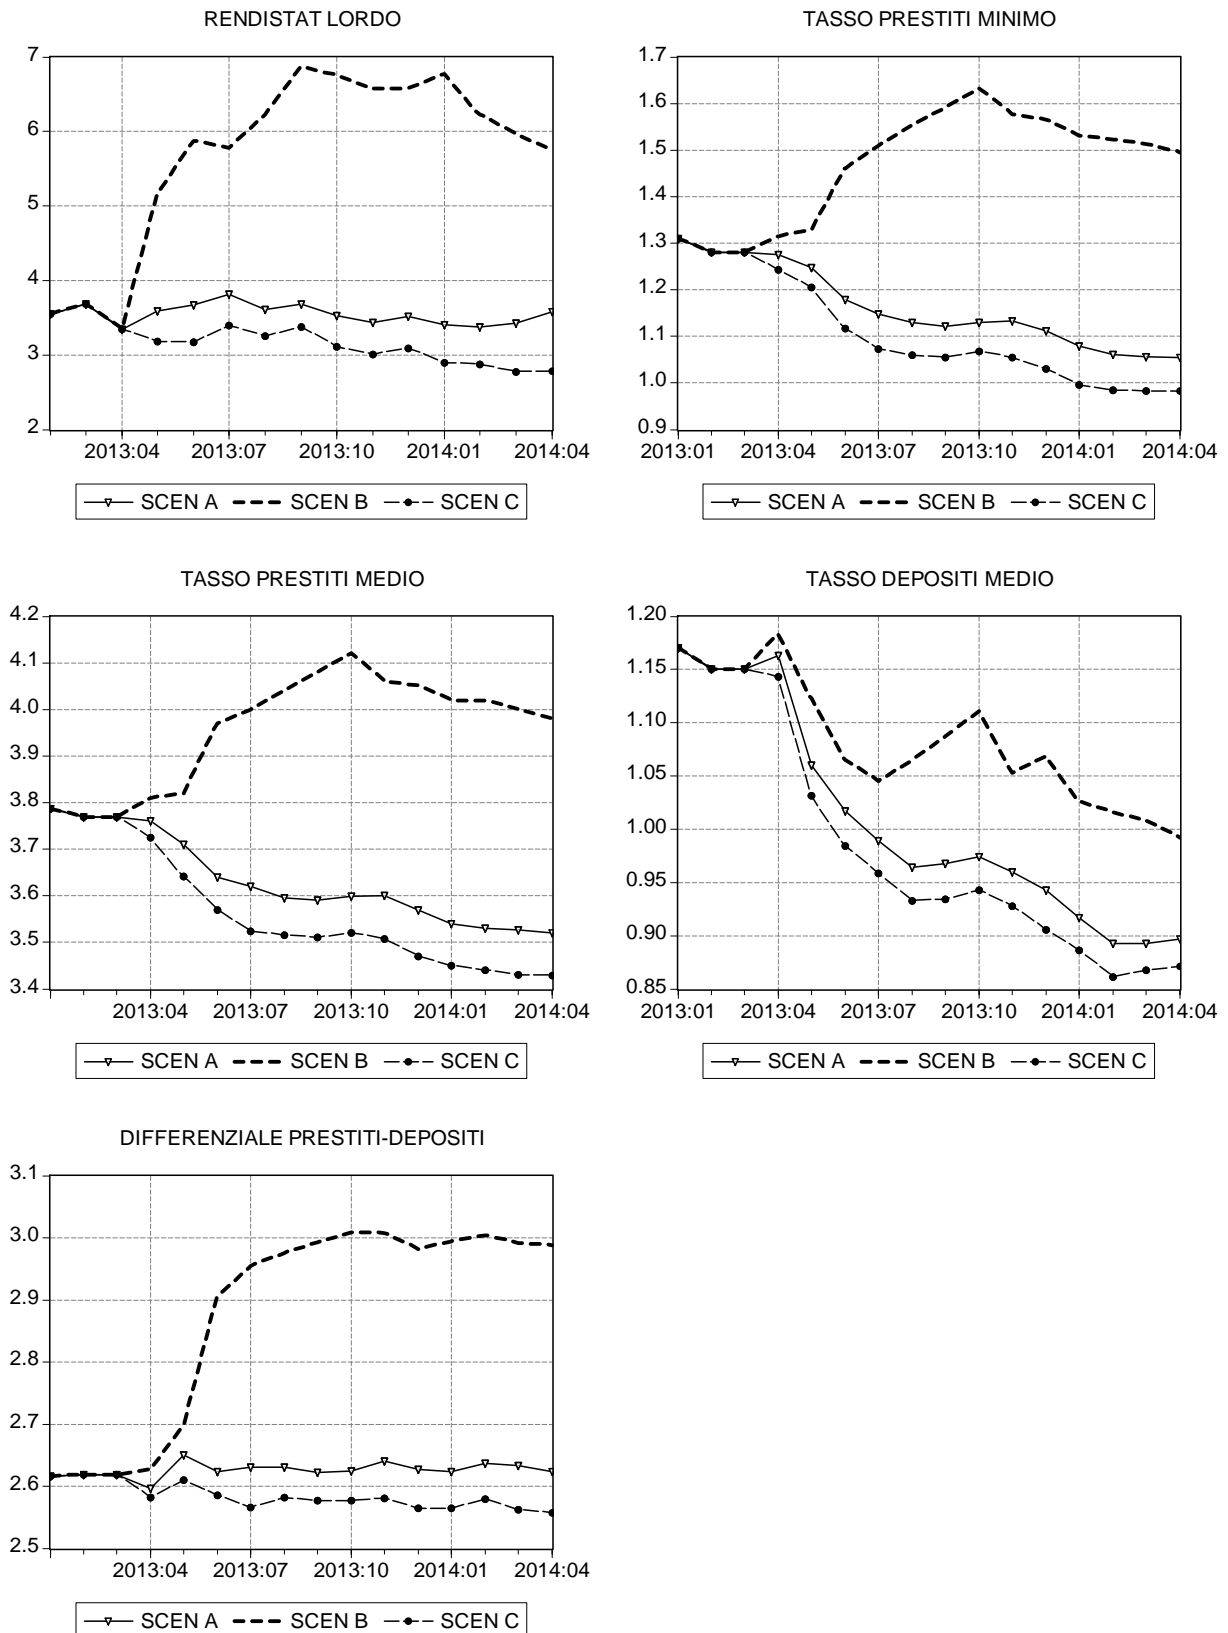 RENDISTAT LORDO
7
6
5
4
3
2
2013:04 2013:07 2013:10 2014:01 2014:04
SCEN A SCEN B SCEN C
TASSO PRESTITI MINIMO
1.7
1.6
1.5
1.4
1.3
1.2
1.1
1.0
0.9
2013:01 2013:04 2013:07 2013:10 2014:01 2014:04
SCEN A SCEN B SCEN C
TASSO PRESTITI MEDIO
4.2
4.1
4.0
3.9
3.8
3.7
3.6
3.5
3.4
2013:04 2013:07 2013:10 2014:01 2014:04
SCEN A SCEN B SCEN C
TASSO DEPOSITI MEDIO
1.20
1.15
1.10
1.05
1.00
0.95
0.90
0.85
2013:01 2013:04 2013:07 2013:10 2014:01 2014:04
SCEN A SCEN B SCEN C
DIFFERENZIALE PRESTITI-DEPOSITI
3.1
3.0
2.9
2.8
2.7
2.6
2.5
2013:04 2013:07 2013:10 2014:01 2014:04
SCEN A SCEN B SCEN C